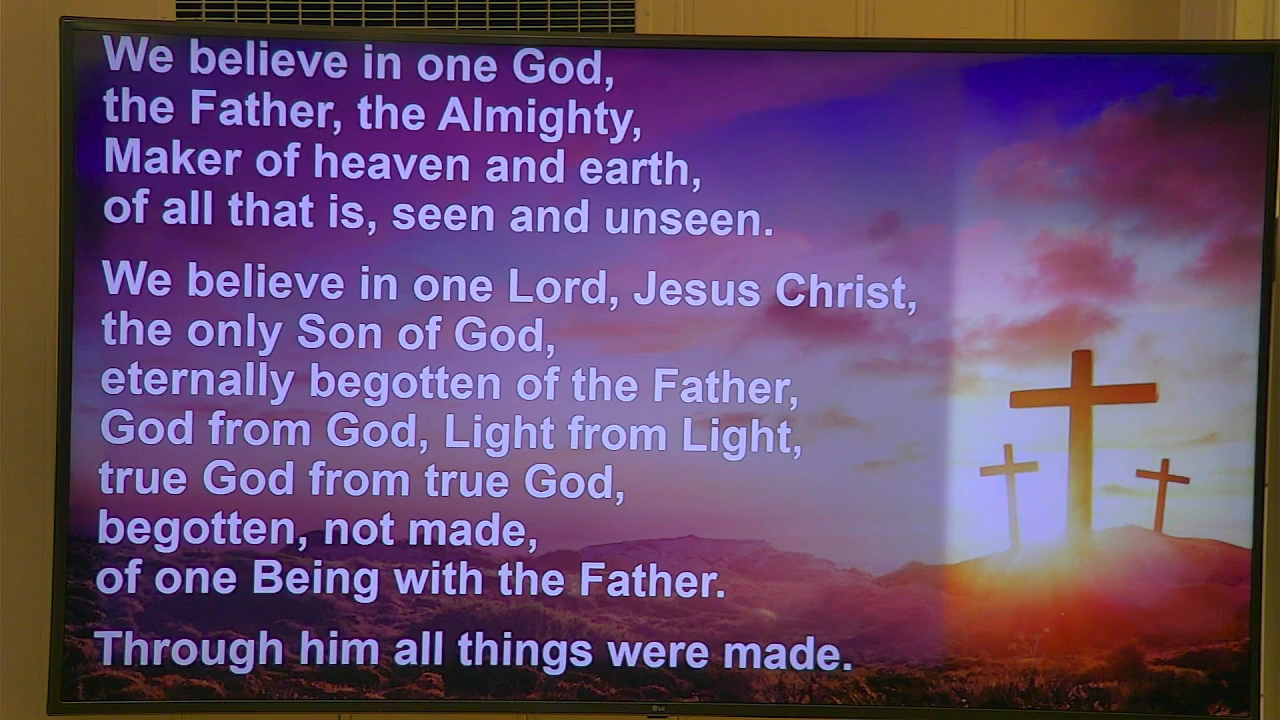 We believe in one God,
the Father, the Almighty,
Maker of heaven and earth,
of all that is, seen and unseen.
We believe in one Lord, Jesus Christ,
the only Son of God,
eternally begotten of the Father,
God from God, Light from Light,
true God from true God,
begotten, not made,
of one Being with the Father.
Through him all things were made.
LG